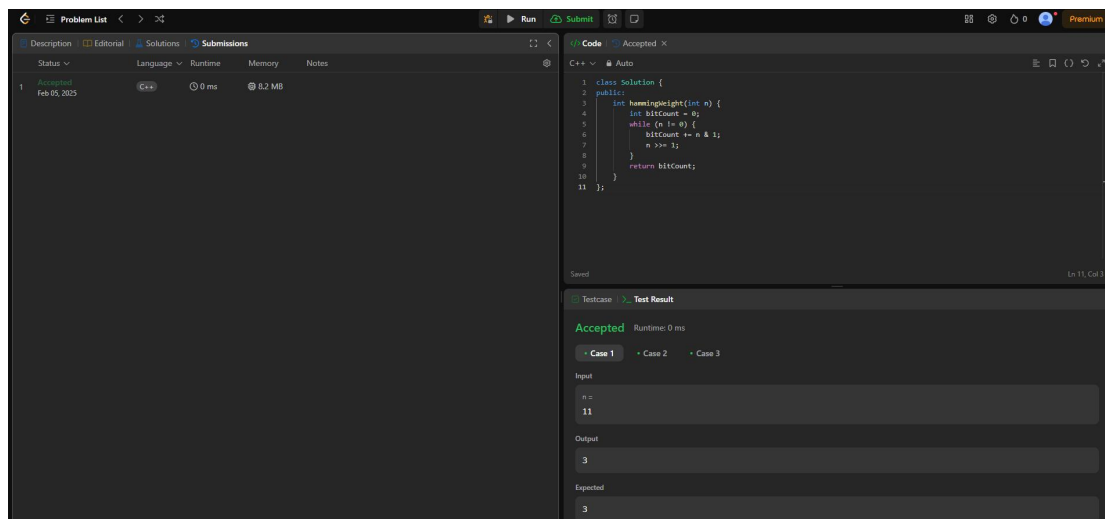 Problem List
Run
Submit
0
Premium
Description
Editorial
Solutions
Submissions
Status
Language
Runtime
Memory
Notes
1
Accepted
Feb 05, 2025
C++
0 ms
8.2 MB
</> Code
Accepted
C++
Auto
1 class Solution {
2 public:
3 int hammingWeight(int n) {
4 int bitCount = 0;
5 while (n != 0) {
6 bitCount += n & 1;
7 n >>= 1;
8 }
9 return bitCount;
10 }
11 };
Saved
Ln 11, Col 3
Testcase
>_ Test Result
Accepted Runtime: 0 ms
• Case 1 • Case 2 • Case 3
Input
n =
11
Output
3
Expected
3